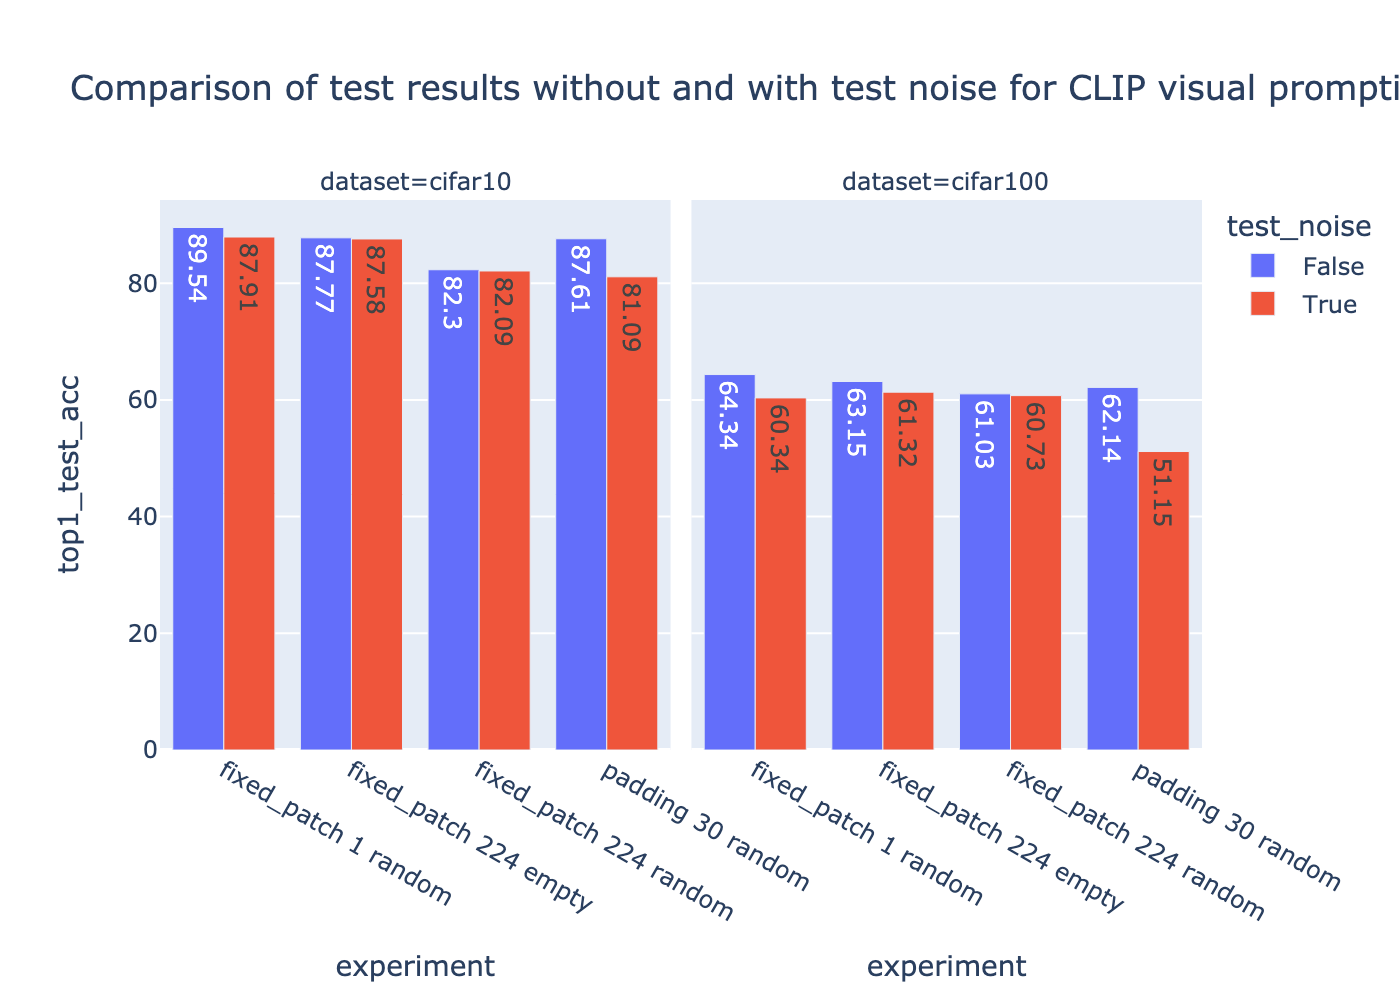 Comparison of test results without and with test noise for CLIP visual prompti
dataset=cifar10
dataset=cifar100
test_noise
False
True
top1_test_acc
80
60
40
20
0
89.54
87.91
87.77
87.58
82.3
82.09
87.61
81.09
64.34
60.34
63.15
61.32
61.03
60.73
62.14
51.15
fixed_patch 1 random
fixed_patch 224 empty
fixed_patch 224 random
padding 30 random
fixed_patch 1 random
fixed_patch 224 empty
fixed_patch 224 random
padding 30 random
experiment
experiment